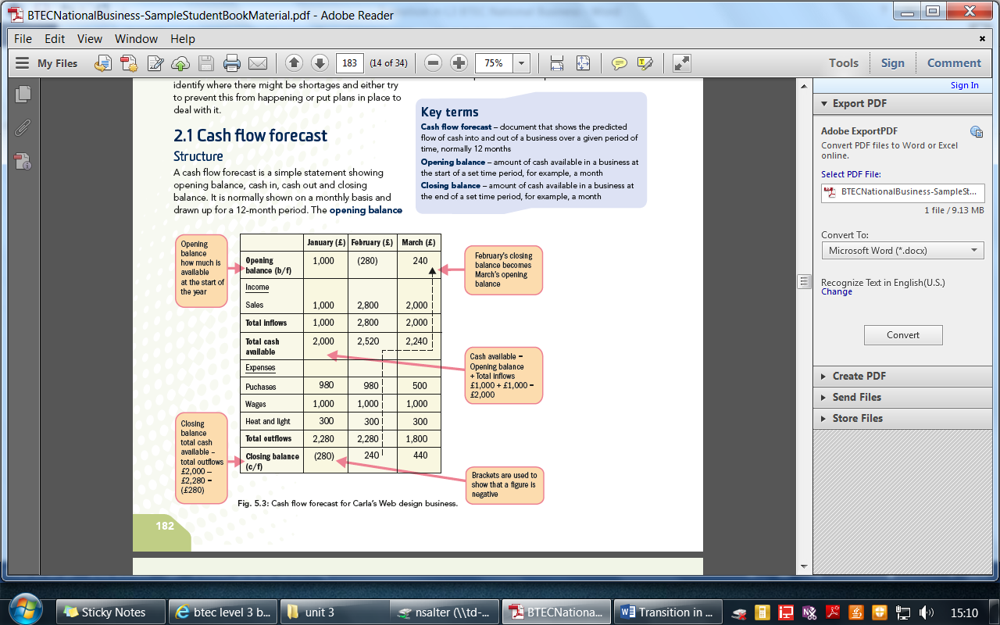 BTECNationalBusiness-SampleStudentBookMaterial.pdf - Adobe Reader
File Edit View Window Help
My Files 183 (14 of 34) 75% Tools Sign Comment
Sign In
identify where there might be shortages and either try
to prevent this from happening or put plans in place to
deal with it.
2.1 Cash flow forecast
Structure
A cash flow forecast is a simple statement showing
opening balance, cash in, cash out and closing
balance. It is normally shown on a monthly basis and
drawn up for a 12-month period. The opening balance
Key terms
Cash flow forecast – document that shows the predicted
flow of cash into and out of a business over a given period of
time, normally 12 months
Opening balance – amount of cash available in a business at
the start of a set time period, for example, a month
Closing balance – amount of cash available in a business at
the end of a set time period, for example, a month
Opening
balance
how much is
available
at the start of
the year
January (£) February (£) March (£)
Opening
balance (b/f) 1,000 (280) 240
Income
Sales 1,000 2,800 2,000
Total inflows 1,000 2,800 2,000
Total cash
available 2,000 2,520 2,240
Expenses
Puchases 980 980 500
Wages 1,000 1,000 1,000
Heat and light 300 300 300
Total outflows 2,280 2,280 1,800
Closing balance
(c/f) (280) 240 440
February's closing
balance becomes
March's opening
balance
Cash available =
Opening balance
+ Total inflows
£1,000 + £1,000 =
£2,000
Closing
balance
total cash
available –
total outflows
£2,000 –
£2,280 =
(£280)
Brackets are used to
show that a figure is
negative
Fig. 5.3: Cash flow forecast for Carla's Web design business.
182
Export PDF
Adobe ExportPDF
Convert PDF files to Word or Excel
online.
Select PDF File:
BTECNationalBusiness-SampleSt...
1 file / 9.13 MB
Convert To:
Microsoft Word (*.docx)
Recognize Text in English(U.S.)
Change
Convert
Create PDF
Send Files
Store Files
Sticky Notes btec level 3 b... unit 3 nsalter (\\td-... BTECNationa... Transition in ... 15:10